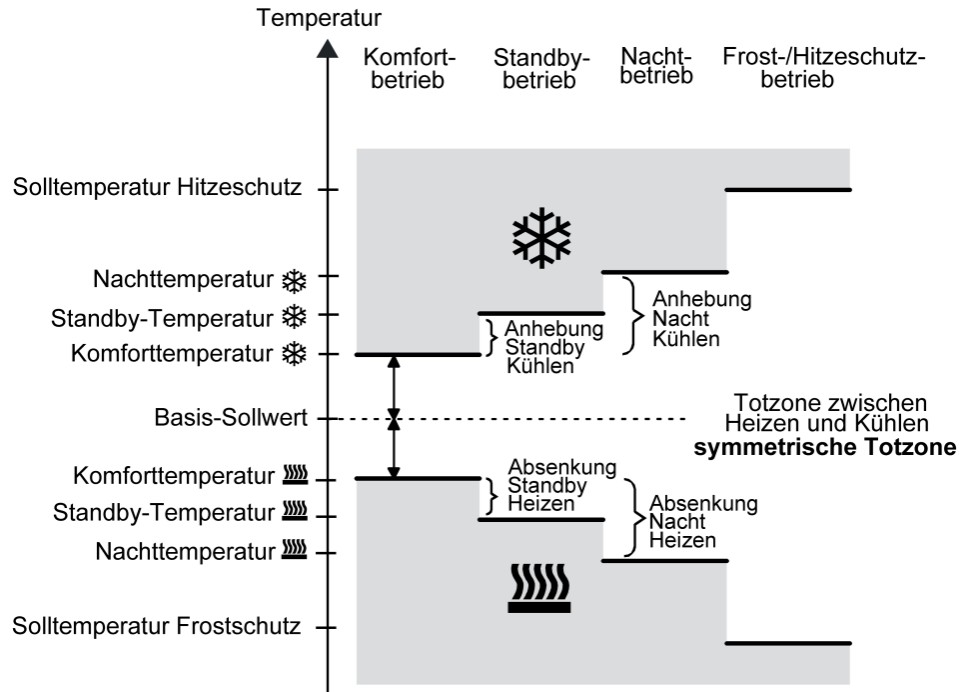 Temperatur
Komfort-
betrieb
Standby-
betrieb
Nacht-
betrieb
Frost-/Hitzeschutz-
betrieb
Solltemperatur Hitzeschutz
Nachttemperatur
Standby-Temperatur
Komforttemperatur
Anhebung
Standby
Kühlen
Anhebung
Nacht
Kühlen
Basis-Sollwert
Totzone zwischen
Heizen und Kühlen
symmetrische Totzone
Komforttemperatur
Standby-Temperatur
Nachttemperatur
Absenkung
Standby
Heizen
Absenkung
Nacht
Heizen
Solltemperatur Frostschutz